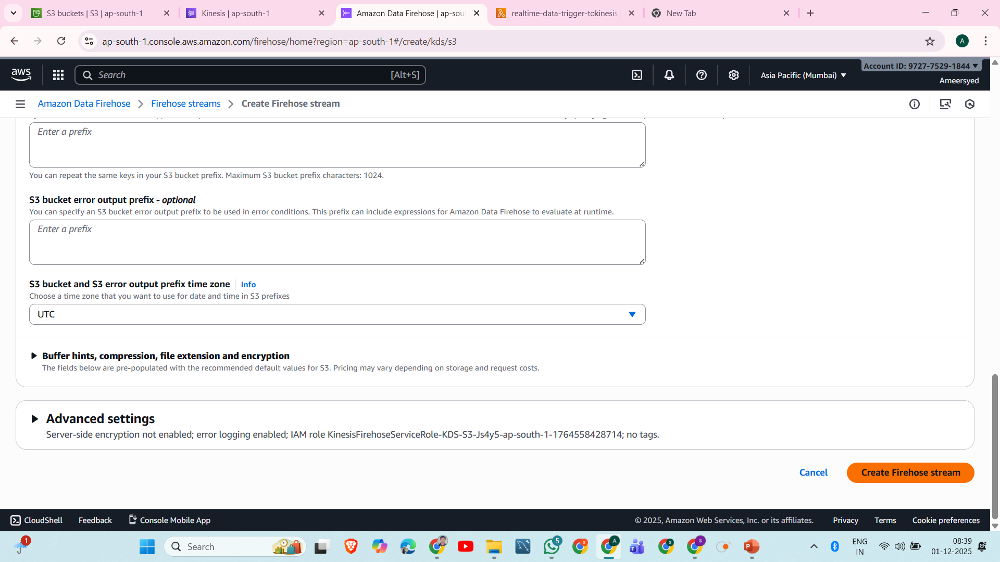 S3 buckets | S3 | ap-south-1
Kinesis | ap-south-1
Amazon Data Firehose | ap-sou
realtime-data-trigger-tokinesis
New Tab
ap-south-1.console.aws.amazon.com/firehose/home?region=ap-south-1#/create/kds/s3
A
aws
Search
[Alt+S]
Asia Pacific (Mumbai)
Account ID: 9727-7529-1844
Ameersyed
Amazon Data Firehose
Firehose streams
Create Firehose stream
Enter a prefix
You can repeat the same keys in your S3 bucket prefix. Maximum S3 bucket prefix characters: 1024.
S3 bucket error output prefix - optional
You can specify an S3 bucket error output prefix to be used in error conditions. This prefix can include expressions for Amazon Data Firehose to evaluate at runtime.
Enter a prefix
S3 bucket and S3 error output prefix time zone
Info
Choose a time zone that you want to use for date and time in S3 prefixes
UTC
Buffer hints, compression, file extension and encryption
The fields below are pre-populated with the recommended default values for S3. Pricing may vary depending on storage and request costs.
Advanced settings
Server-side encryption not enabled; error logging enabled; IAM role KinesisFirehoseServiceRole-KDS-S3-Js4y5-ap-south-1-1764558428714; no tags.
Cancel
Create Firehose stream
CloudShell
Feedback
Console Mobile App
© 2025, Amazon Web Services, Inc. or its affiliates.
Privacy
Terms
Cookie preferences
1
Search
5
S
A
S
S
ENG
IN
08:39
01-12-2025